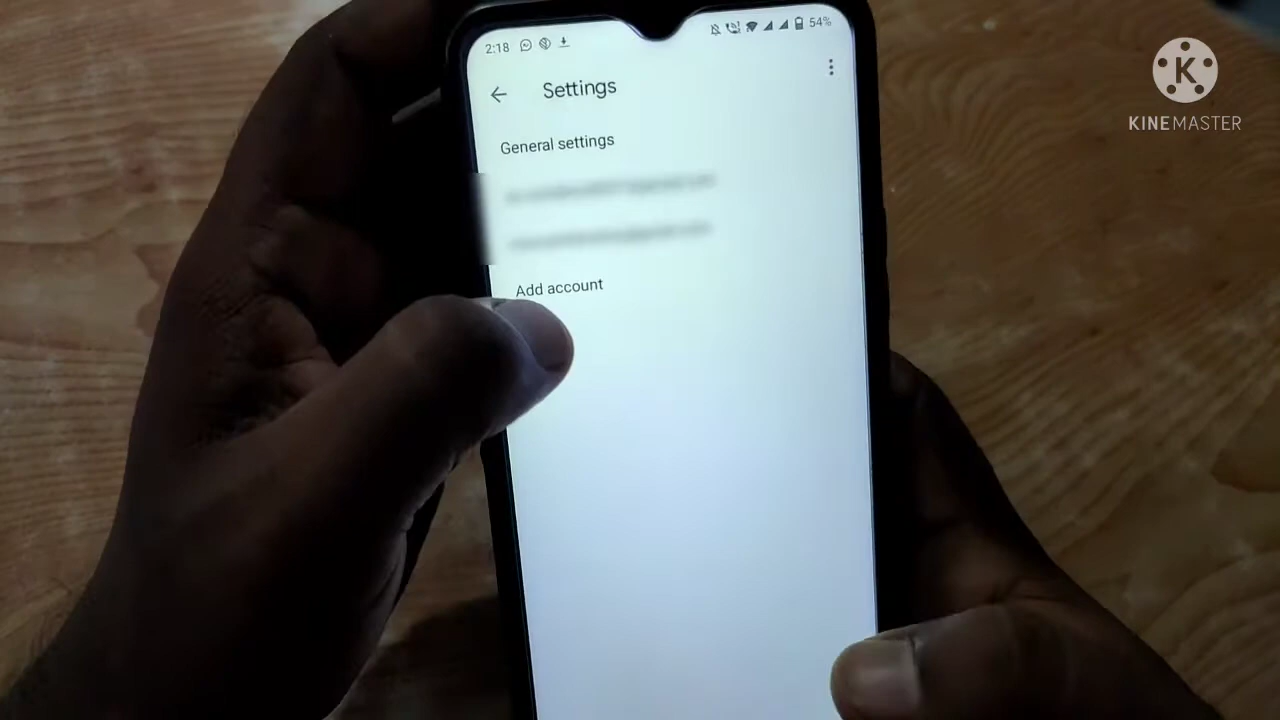 2:18 54%
Settings
General settings
Add account
KINEMASTER